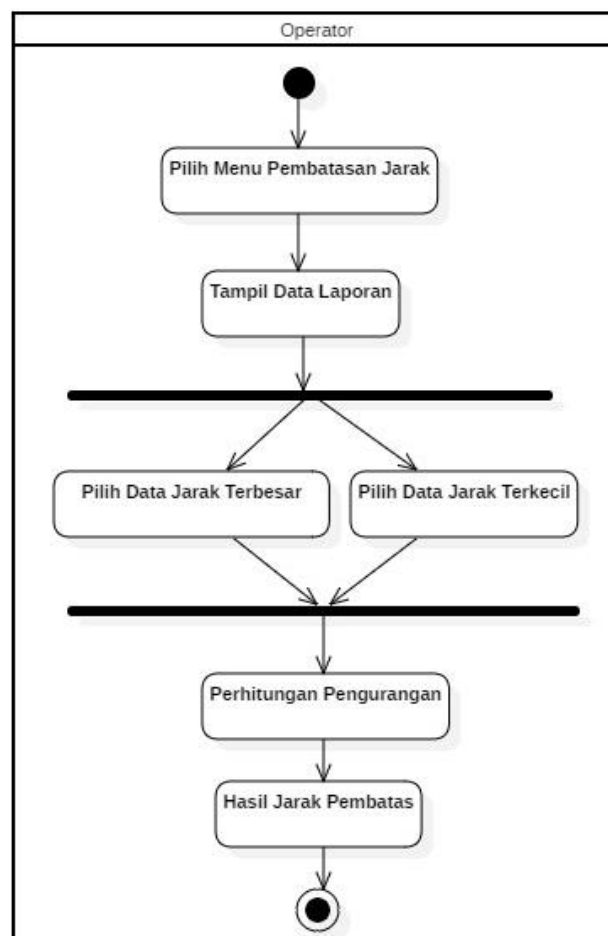 Operator
Pilih Menu Pembatasan Jarak
Tampil Data Laporan
Pilih Data Jarak Terbesar
Pilih Data Jarak Terkecil
Perhitungan Pengurangan
Hasil Jarak Pembatas